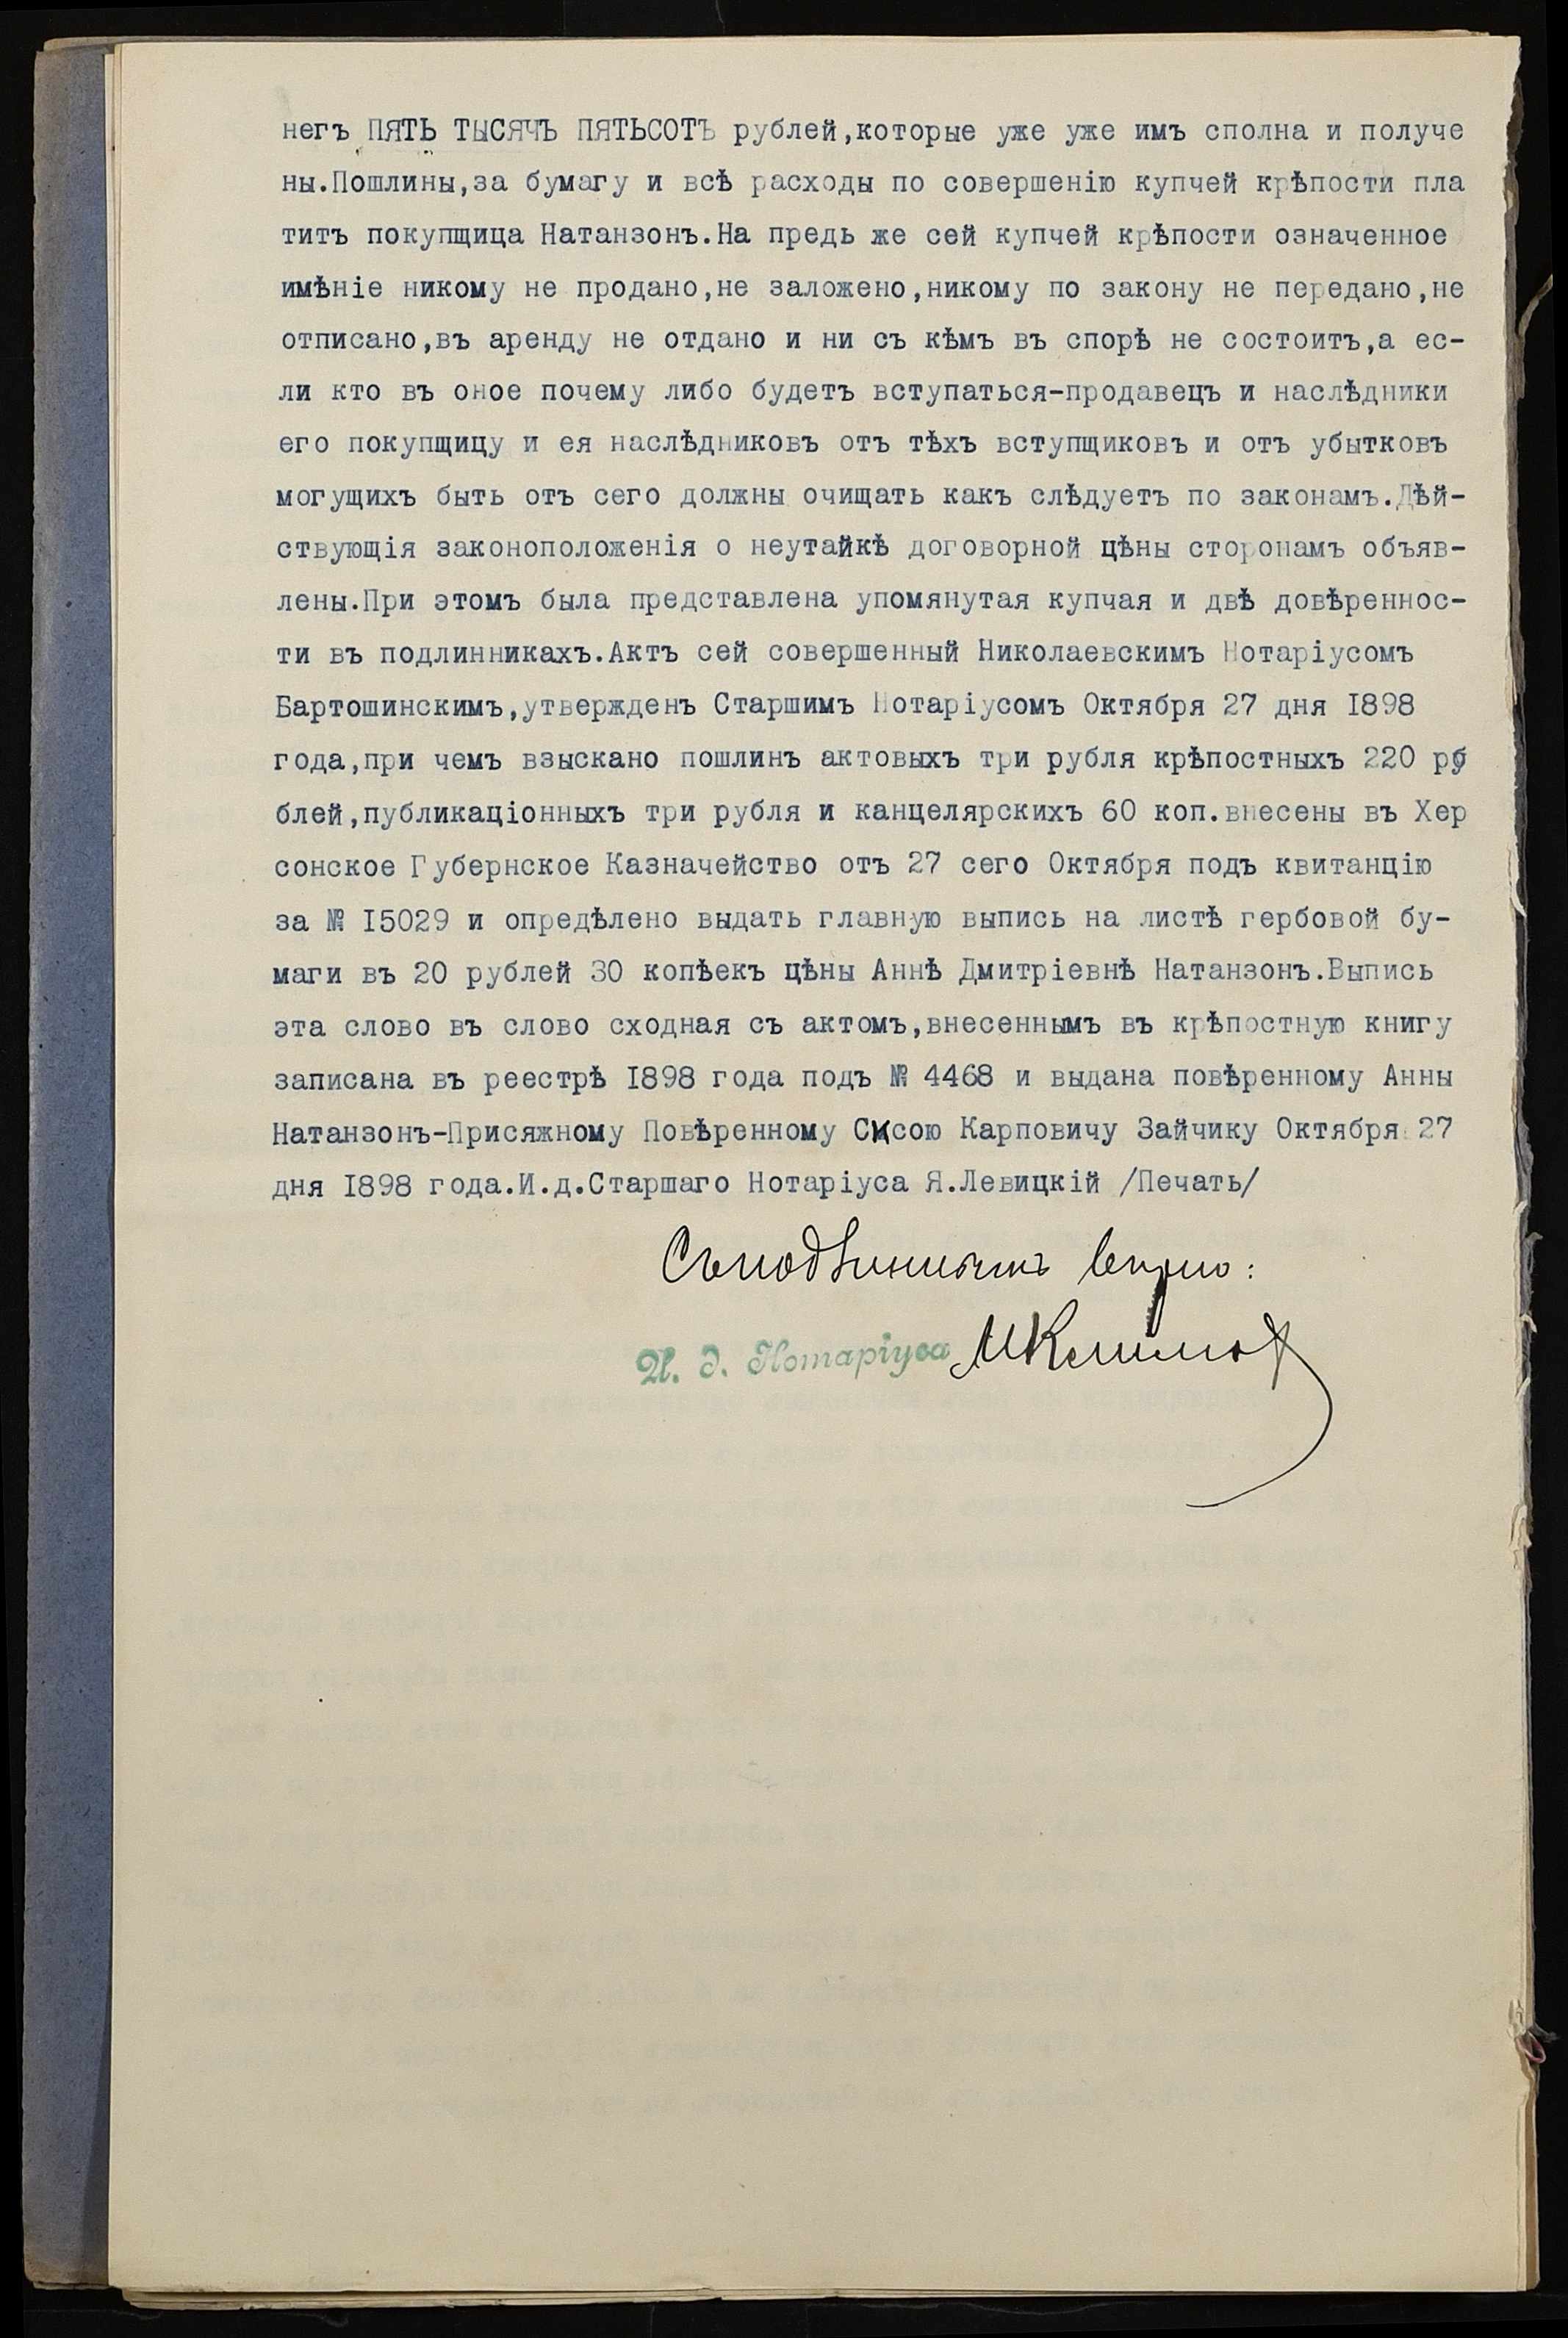 негъ ПЯТЬ ТЫСЯЧЪ ПЯТЬСОТЪ рублей,которые уже уже имъ сполна и получе
ны.Пошлины,за бумагу и всѣ расходы по совершенію купчей крѣпости пла
титъ покупщица Натанзонъ.На предь же сей купчей крѣпости означенное
имѣніе никому не продано,не заложено,никому по закону не передано,не
отписано,въ аренду не отдано и ни съ кѣмъ въ спорѣ не состоитъ,а ес-
ли кто въ оное почему либо будетъ вступаться-продавецъ и наслѣдники
его покупщицу и ея наслѣдниковъ отъ тѣхъ вступщиковъ и отъ убытковъ
могущихъ быть отъ сего должны очищать какъ слѣдуетъ по законамъ.Дѣй-
ствующія законоположенія о неутайкѣ договорной цѣны сторонамъ объяв-
лены.При этомъ была представлена упомянутая купчая и двѣ довѣреннос-
ти въ подлинникахъ.Актъ сей совершенный Николаевскимъ Нотаріусомъ
Бартошинскимъ,утвержденъ Старшимъ Нотаріусомъ Октября 27 дня I898
года,при чемъ взыскано пошлинъ актовыхъ три рубля крѣпостныхъ 220 ру
блей,публикаціонныхъ три рубля и канцелярскихъ 60 коп.внесены въ Хер
сонское Губернское Казначейство отъ 27 сего Октября подъ квитанцію
за № I5029 и опредѣлено выдать главную выпись на листѣ гербовой бу-
маги въ 20 рублей 30 копѣекъ цѣны Аннѣ Дмитріевнѣ Натанзонъ.Выпись
эта слово въ слово сходная съ актомъ,внесеннымъ въ крѣпостную книгу
записана въ реестрѣ I898 года подъ № 4468 и выдана повѣренному Анны
Натанзонъ-Присяжному Повѣренному Сысою Карповичу Зайчику Октября 27
дня I898 года.И.д.Старшаго Нотаріуса Я.Левицкій /Печать/
Съ подлиннымъ вѣрно:
И. д. Нотаріуса